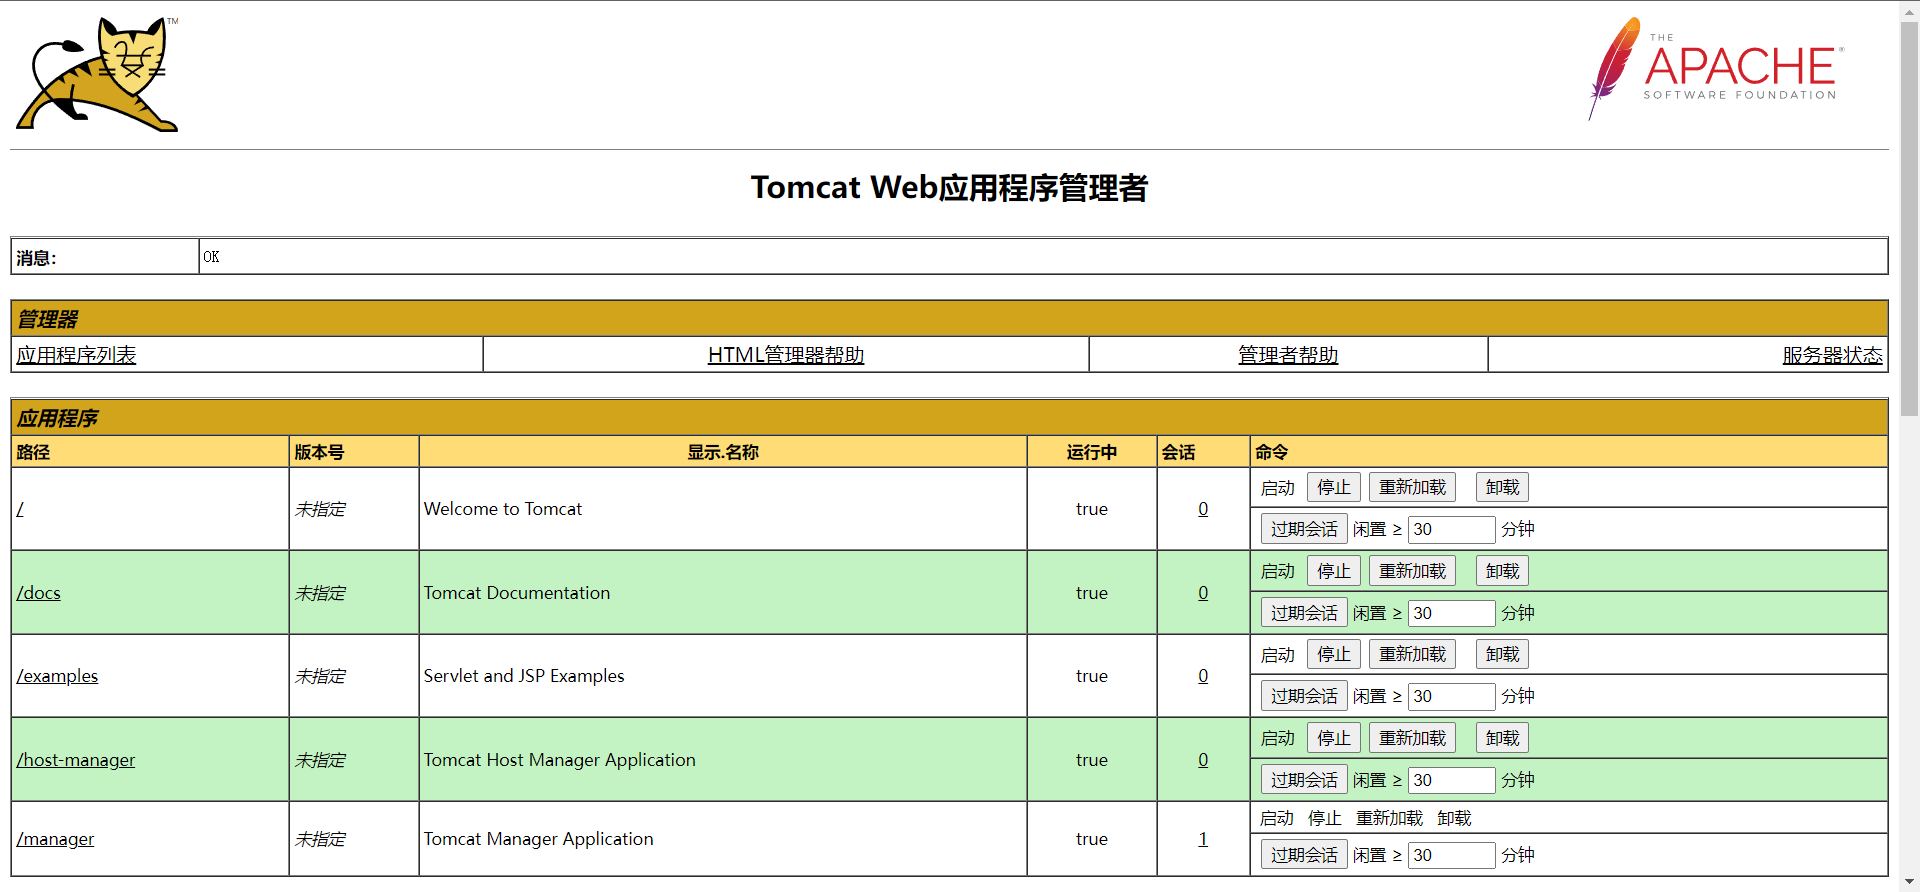 TM
THE
APACHE®
SOFTWARE FOUNDATION
Tomcat Web应用程序管理者
消息: OK
管理器
应用程序列表 HTML管理器帮助 管理者帮助 服务器状态
应用程序
路径 版本号 显示.名称 运行中 会话 命令
/ 未指定 Welcome to Tomcat true 0 启动 停止 重新加载 卸载
过期会话 闲置 ≥ 30 分钟
/docs 未指定 Tomcat Documentation true 0 启动 停止 重新加载 卸载
过期会话 闲置 ≥ 30 分钟
/examples 未指定 Servlet and JSP Examples true 0 启动 停止 重新加载 卸载
过期会话 闲置 ≥ 30 分钟
/host-manager 未指定 Tomcat Host Manager Application true 0 启动 停止 重新加载 卸载
过期会话 闲置 ≥ 30 分钟
/manager 未指定 Tomcat Manager Application true 1 启动 停止 重新加载 卸载
过期会话 闲置 ≥ 30 分钟